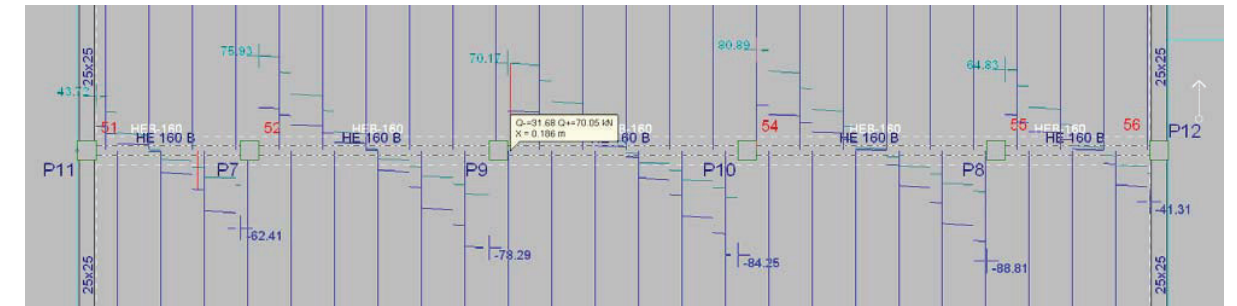 25x25
75.93
70.17
80.89
64.83
25x25
43.72
51
HEB-160
HE 160 B
52
HEB-160
HE 160 B
Q-=31.68 Q+=70.05 kN
X = 0.186 m
160 B
54
HEB-160
HE 160 B
55
HEB-160
HE 160 B
56
P12
P11
P7
P9
P10
P8
-62.41
-78.29
-84.25
-88.81
-41.31
25x25
25x25